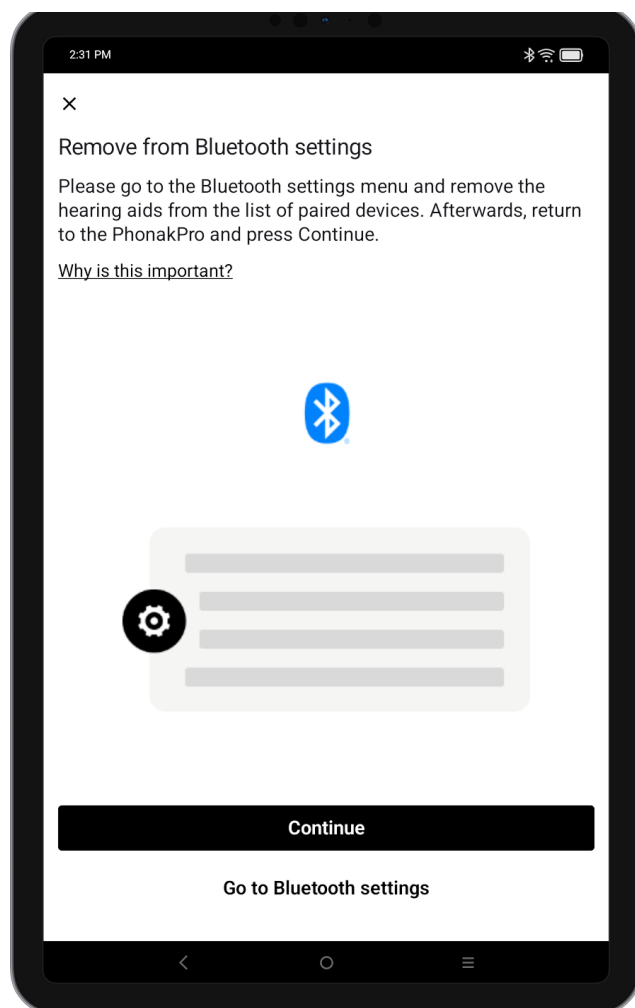 2:31 PM
Remove from Bluetooth settings
Please go to the Bluetooth settings menu and remove the
hearing aids from the list of paired devices. Afterwards, return
to the PhonakPro and press Continue.
Why is this important?
Continue
Go to Bluetooth settings